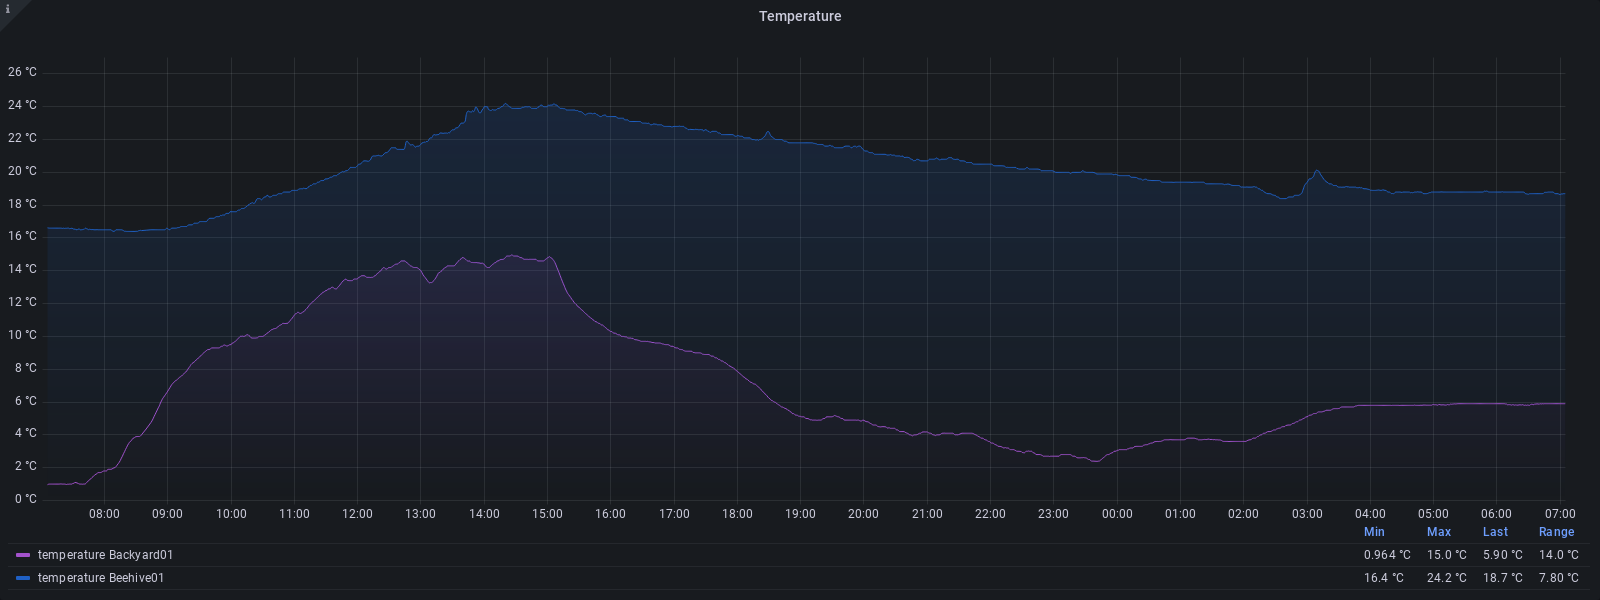 i
Temperature
26 °C
24 °C
22 °C
20 °C
18 °C
16 °C
14 °C
12 °C
10 °C
8 °C
6 °C
4 °C
2 °C
0 °C
08:00 09:00 10:00 11:00 12:00 13:00 14:00 15:00 16:00 17:00 18:00 19:00 20:00 21:00 22:00 23:00 00:00 01:00 02:00 03:00 04:00 05:00 06:00 07:00
Min Max Last Range
temperature Backyard01 0.964 °C 15.0 °C 5.90 °C 14.0 °C
temperature Beehive01 16.4 °C 24.2 °C 18.7 °C 7.80 °C